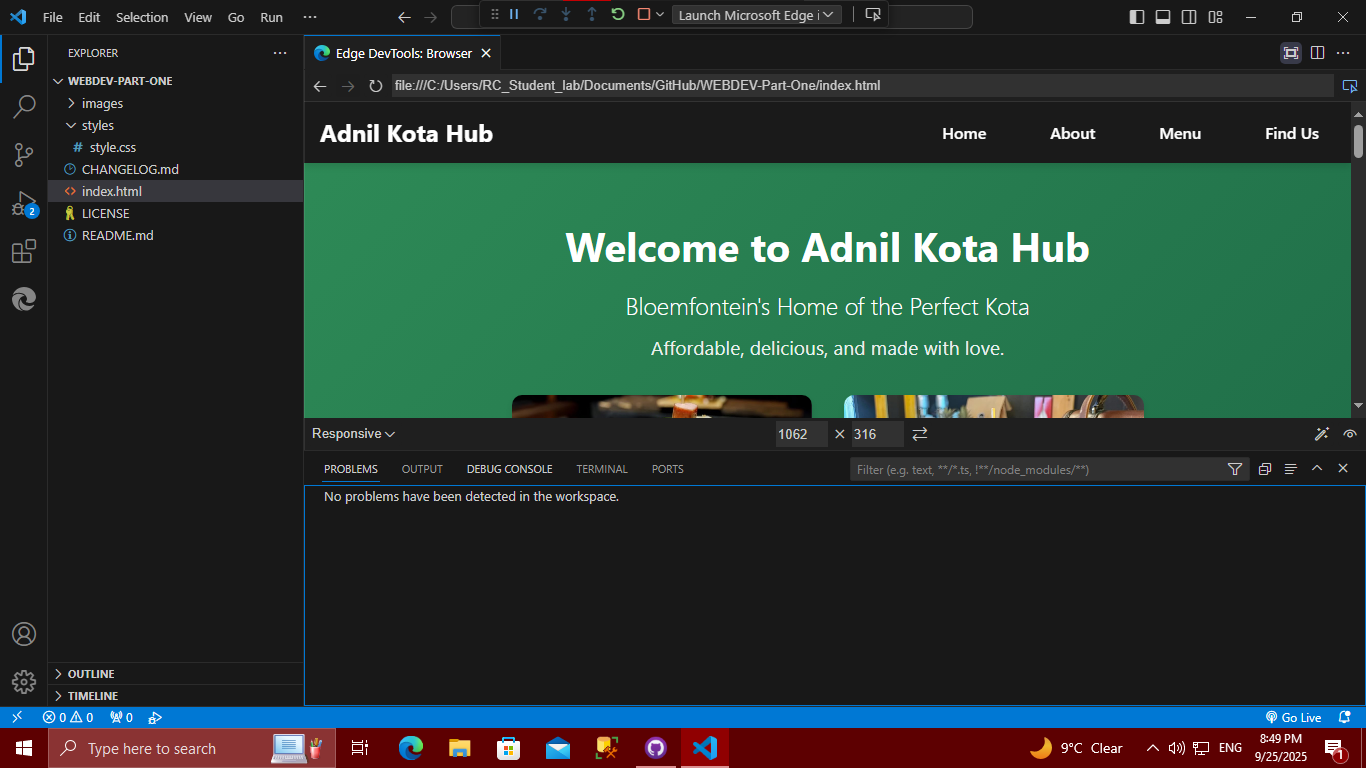 File Edit Selection View Go Run ···
Launch Microsoft Edge i
EXPLORER
Edge DevTools: Browser
WEBDEV-PART-ONE
images
styles
# style.css
CHANGELOG.md
<> index.html
LICENSE
README.md
2
OUTLINE
TIMELINE
file:///C:/Users/RC_Student_lab/Documents/GitHub/WEBDEV-Part-One/index.html
Adnil Kota Hub Home About Menu Find Us
Welcome to Adnil Kota Hub
Bloemfontein's Home of the Perfect Kota
Affordable, delicious, and made with love.
Responsive 1062 × 316
PROBLEMS OUTPUT DEBUG CONSOLE TERMINAL PORTS Filter (e.g. text, **/*.ts, !**/node_modules/**)
No problems have been detected in the workspace.
0 0 0 Go Live
Type here to search 9°C Clear ENG 8:49 PM
9/25/2025 1